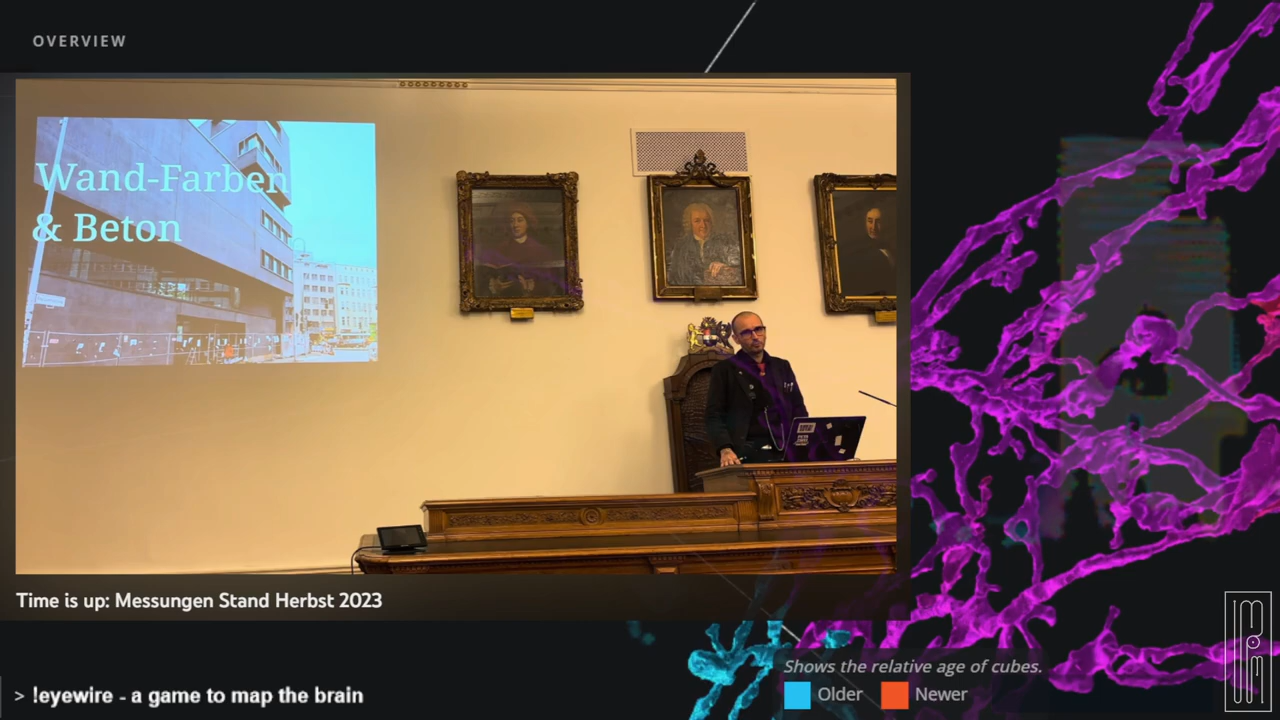 OVERVIEW
Wand-Farben
& Beton
Time is up: Messungen Stand Herbst 2023
Shows the relative age of cubes.
Older Newer
> !eyewire - a game to map the brain